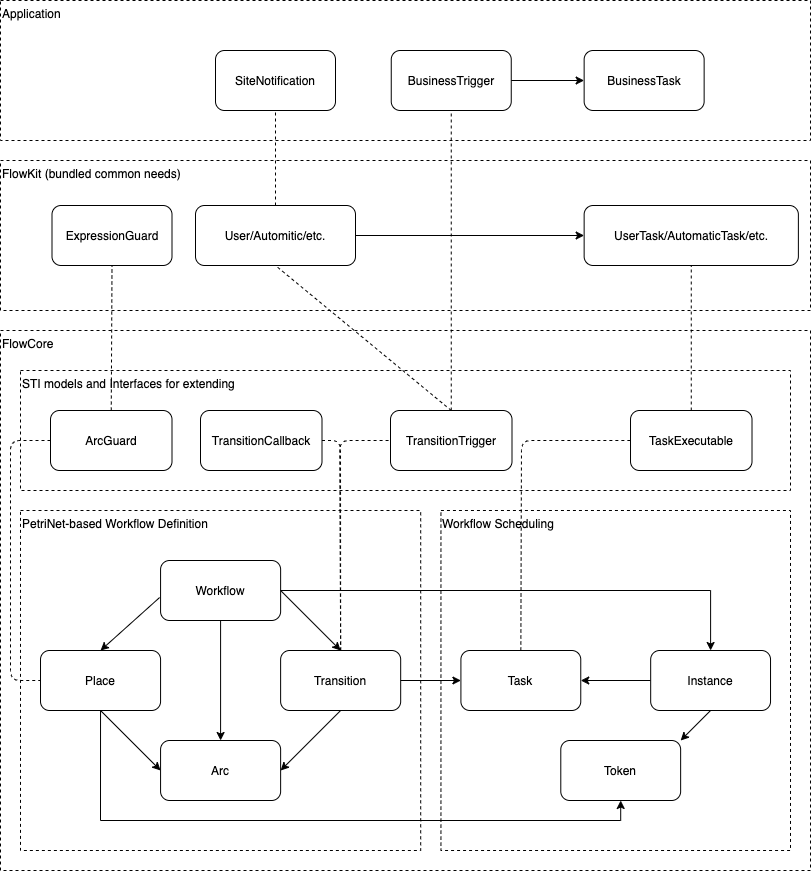 Application
SiteNotification
BusinessTrigger
BusinessTask
FlowKit (bundled common needs)
ExpressionGuard
User/Automitic/etc.
UserTask/AutomaticTask/etc.
FlowCore
STI models and Interfaces for extending
ArcGuard
TransitionCallback
TransitionTrigger
TaskExecutable
PetriNet-based Workflow Definition
Workflow Scheduling
Workflow
Place
Transition
Task
Instance
Arc
Token